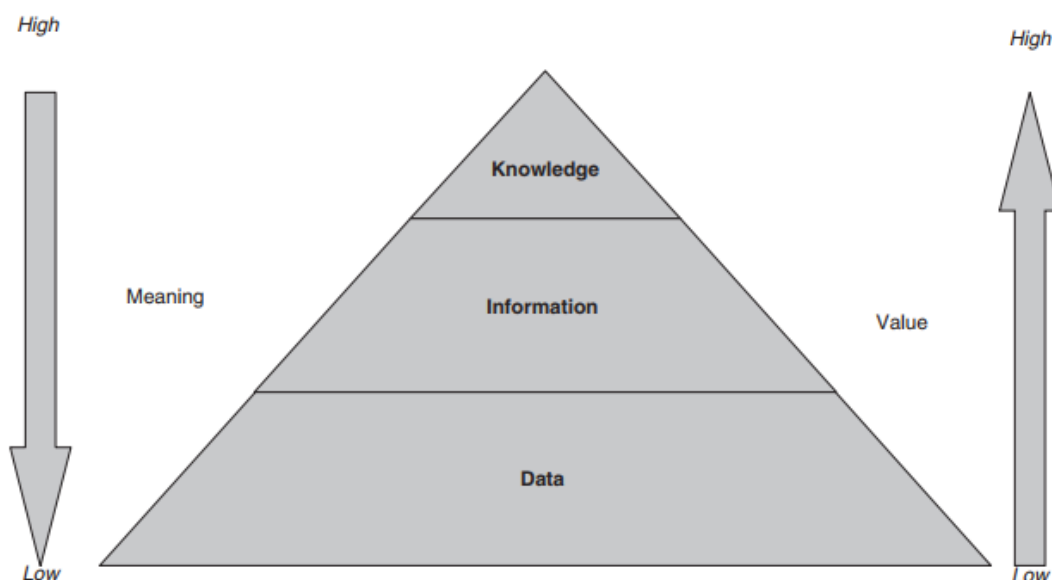 High
High
Knowledge
Meaning
Information
Value
Data
Low
Low